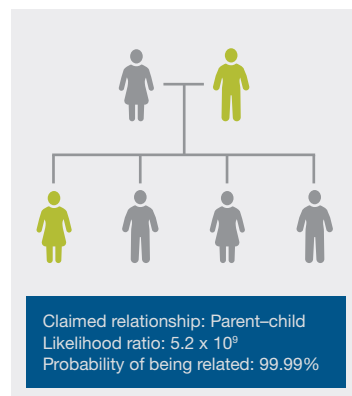 Claimed relationship: Parent–child
Likelihood ratio: 5.2 x 10⁹
Probability of being related: 99.99%